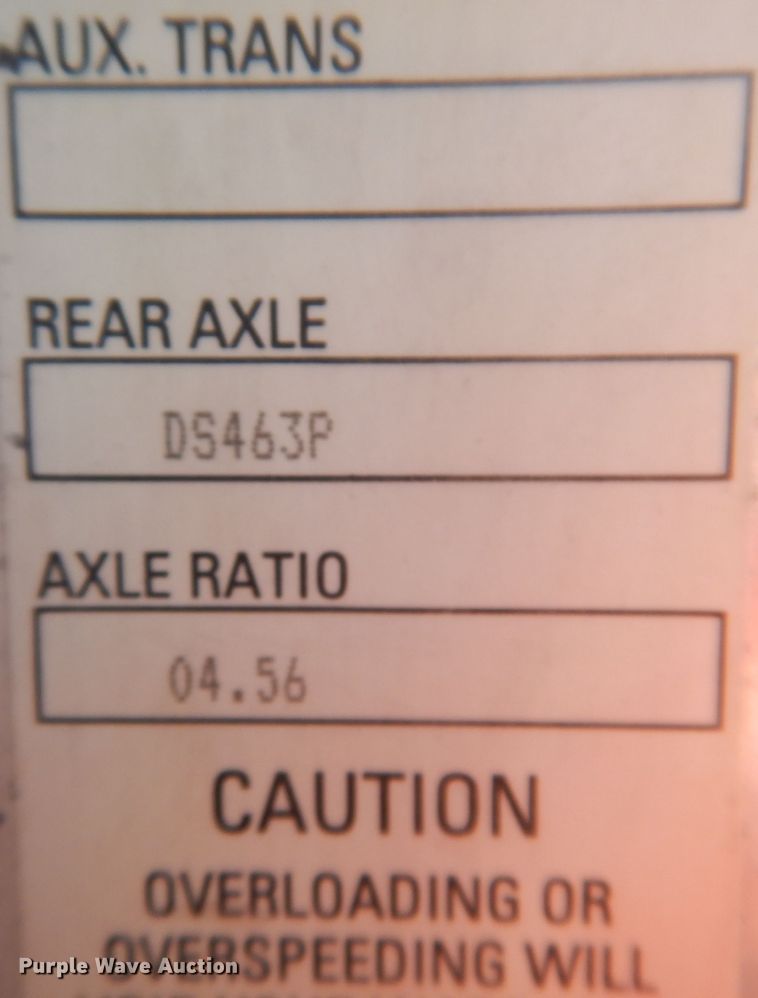 AUX. TRANS
REAR AXLE
DS463P
AXLE RATIO
04.56
CAUTION
OVERLOADING OR
OVERSPEEDING WILL
Purple Wave Auction